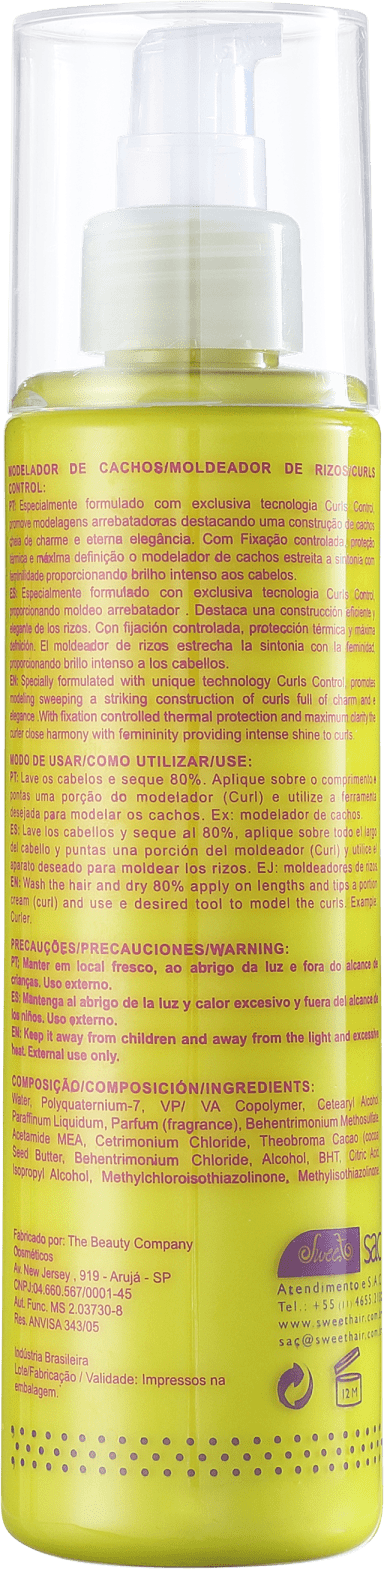 MODELADOR DE CACHOS/MOLDEADOR DE RIZOS/CURLS
CONTROL:
PT: Especialmente formulado com exclusiva tecnologia Curls Control,
promove modelagens arrebatadoras destacando uma construção de cachos
cheia de charme e eterna elegância. Com Fixação controlada, proteção
térmica e máxima definição o modelador de cachos estreita a sintonia com
feminilidade proporcionando brilho intenso aos cabelos.
ES: Especialmente formulado con exclusiva tecnologia Curls Control,
proporcionando moldeo arrebatador . Destaca una construcción eficiente y
elegante de los rizos. Con fijación controlada, protección térmica y máxime
definición. El moldeador de rizos estrecha la sintonia con la feminidad,
proporcionando brillo intenso a los cabellos.
EN: Specially formulated with unique technology Curls Control, promotes
modeling sweeping a striking construction of curls full of charm and e
elegance .With fixation controlled thermal protection and maximum clarity the
curler close harmony with femininity providing intense shine to curls.
MODO DE USAR/COMO UTILIZAR/USE:
PT: Lave os cabelos e seque 80%. Aplique sobre o comprimento e
pontas uma porção do modelador (Curl) e utilize a ferramenta
desejada para modelar os cachos. Ex: modelador de cachos.
ES: Lave los cabellos y seque al 80%, aplique sobre todo el largo
del cabello y puntas una porción del moldeador (Curl) y utilice el
aparato deseado para moldear los rizos. EJ: moldeadores de rizos.
EN: Wash the hair and dry 80% apply on lengths and tips a portion
cream (curl) and use e desired tool to model the curls. Example
Curler.
PRECAUÇÕES/PRECAUCIONES/WARNING:
PT; Manter em local fresco, ao abrigo da luz e fora do alcance de
crianças. Uso externo.
ES: Mantenga al abrigo de la luz y calor excesivo y fuera del alcance de
los niños. Uso externo.
EN: Keep it away from children and away from the light and excessive
heat. External use only.
COMPOSIÇÃO/COMPOSICIÓN/INGREDIENTS:
Water, Polyquaternium-7, VP/ VA Copolymer, Cetearyl Alcohol,
Paraffinum Liquidum, Parfum (fragrance), Behentrimonium Methosulfate,
Acetamide MEA, Cetrimonium Chloride, Theobroma Cacao (cocoa)
Seed Butter, Behentrimonium Chloride, Alcohol, BHT, Citric Acid,
Isopropyl Alcohol, Methylchloroisothiazolinone, Methylisothiazolinone
Fabricado por: The Beauty Company
Cosméticos
Av. New Jersey , 919 - Arujá - SP
CNPJ:04.660.567/0001-45
Aut. Func. MS 2.03730-8
Res. ANVISA 343/05
Indústria Brasileira
Lote/Fabricação / Validade: Impressos na
embalagem.
Sweet saç
Atendimento e S.A.
Tel.: +55 (11) 4655.
www.sweethair.com.
saç@sweethair.com.
12M